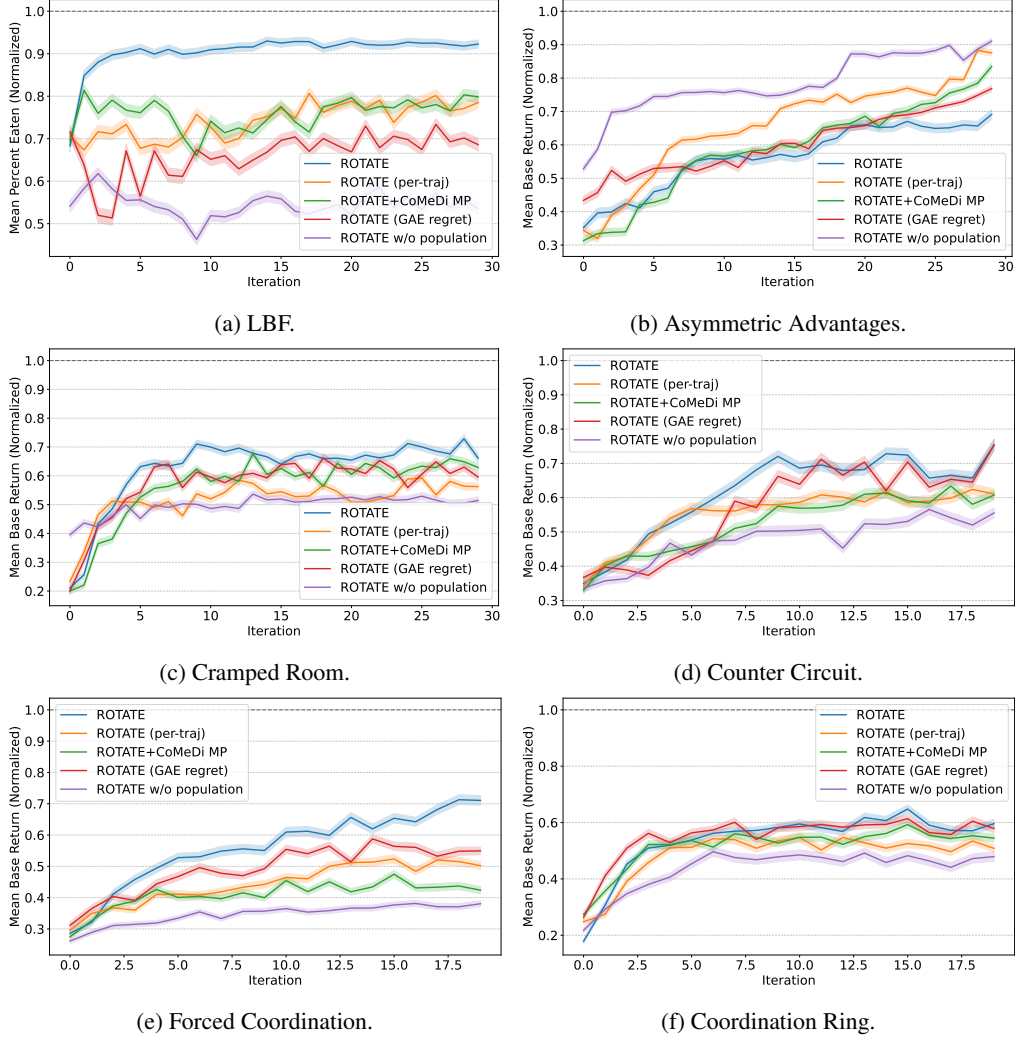 1.0
0.9
0.8
0.7
0.6
0.5
Mean Percent Eaten (Normalized)
ROTATE
ROTATE (per-traj)
ROTATE+CoMeDi MP
ROTATE (GAE regret)
ROTATE w/o population
0 5 10 15 20 25 30
Iteration
(a) LBF.
1.0
0.9
0.8
0.7
0.6
0.5
0.4
0.3
Mean Base Return (Normalized)
ROTATE
ROTATE (per-traj)
ROTATE+CoMeDi MP
ROTATE (GAE regret)
ROTATE w/o population
0 5 10 15 20 25 30
Iteration
(b) Asymmetric Advantages.
1.0
0.9
0.8
0.7
0.6
0.5
0.4
0.3
0.2
Mean Base Return (Normalized)
ROTATE
ROTATE (per-traj)
ROTATE+CoMeDi MP
ROTATE (GAE regret)
ROTATE w/o population
0 5 10 15 20 25 30
Iteration
(c) Cramped Room.
1.0
0.9
0.8
0.7
0.6
0.5
0.4
0.3
Mean Base Return (Normalized)
ROTATE
ROTATE (per-traj)
ROTATE+CoMeDi MP
ROTATE (GAE regret)
ROTATE w/o population
0.0 2.5 5.0 7.5 10.0 12.5 15.0 17.5
Iteration
(d) Counter Circuit.
1.0
0.9
0.8
0.7
0.6
0.5
0.4
0.3
Mean Base Return (Normalized)
ROTATE
ROTATE (per-traj)
ROTATE+CoMeDi MP
ROTATE (GAE regret)
ROTATE w/o population
0.0 2.5 5.0 7.5 10.0 12.5 15.0 17.5
Iteration
(e) Forced Coordination.
1.0
0.8
0.6
0.4
0.2
Mean Base Return (Normalized)
ROTATE
ROTATE (per-traj)
ROTATE+CoMeDi MP
ROTATE (GAE regret)
ROTATE w/o population
0.0 2.5 5.0 7.5 10.0 12.5 15.0 17.5
Iteration
(f) Coordination Ring.